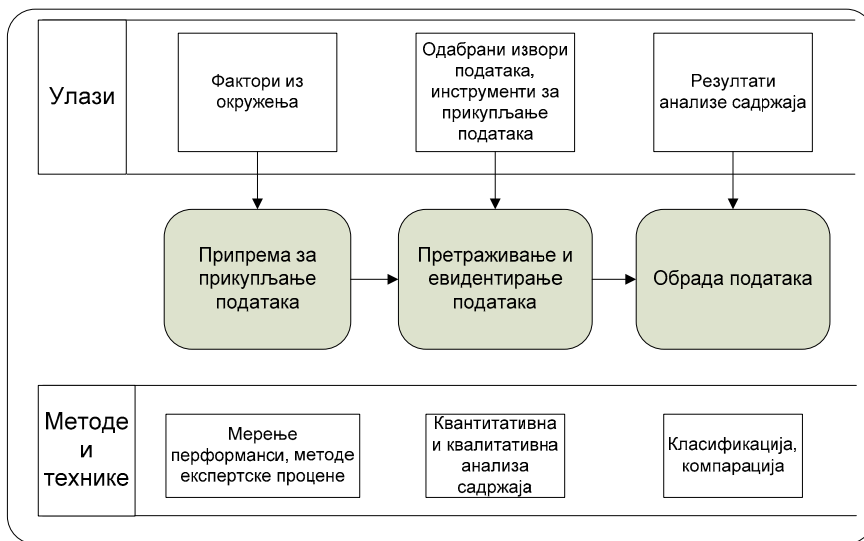 Улази
Фактори из
окружења
Одабрани извори
података,
инструменти за
прикупљање
података
Резултати
анализе садржаја
Припрема за
прикупљање
података
Претраживање и
евидентирање
података
Обрада података
Методе
и
технике
Мерење
перформанси, методе
експертске процене
Квантитативна
и квалитативна
анализа
садржаја
Класификација,
компарација